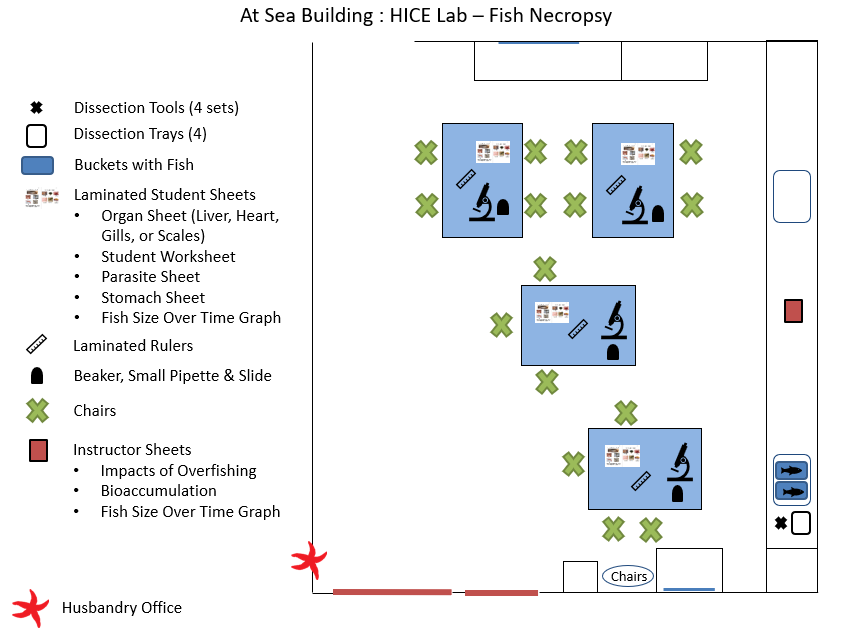 At Sea Building : HICE Lab – Fish Necropsy
Dissection Tools (4 sets)
Dissection Trays (4)
Buckets with Fish
Laminated Student Sheets
• Organ Sheet (Liver, Heart,
Gills, or Scales)
• Student Worksheet
• Parasite Sheet
• Stomach Sheet
• Fish Size Over Time Graph
Laminated Rulers
Beaker, Small Pipette & Slide
Chairs
Instructor Sheets
• Impacts of Overfishing
• Bioaccumulation
• Fish Size Over Time Graph
Husbandry Office
Chairs